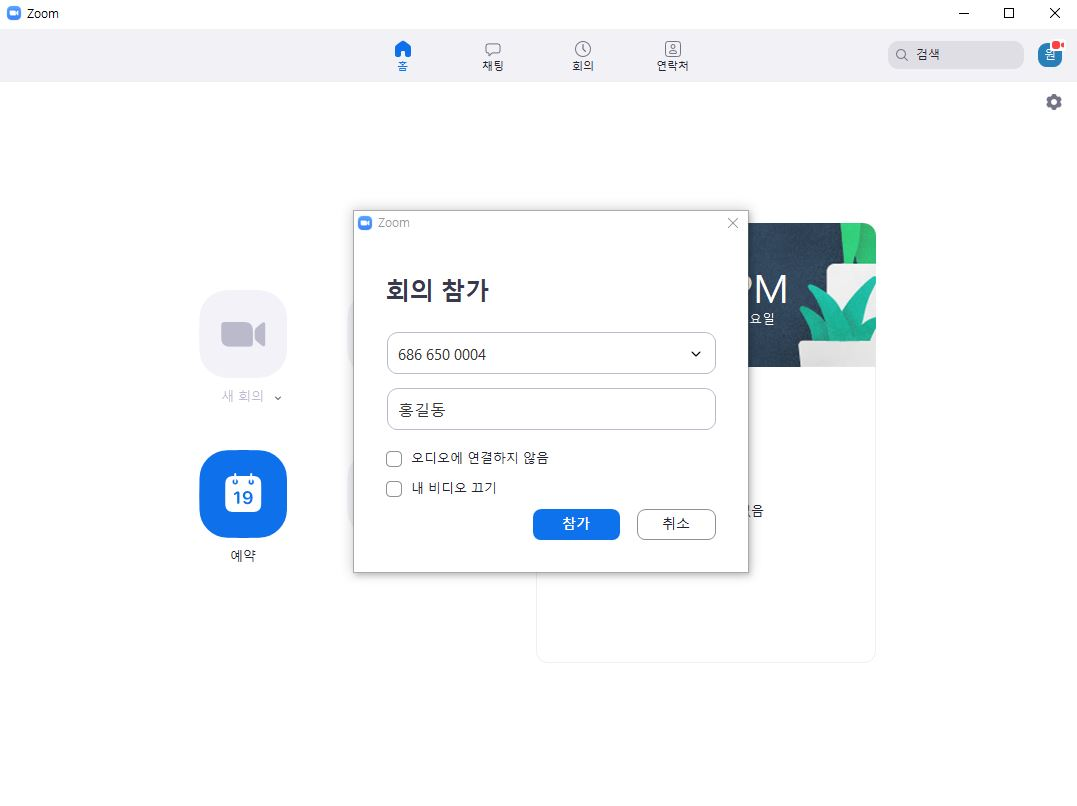 Zoom
홈
채팅
회의
연락처
검색
원
Zoom
회의 참가
686 650 0004
홍길동
오디오에 연결하지 않음
내 비디오 끄기
참가
취소
새 회의
19
예약
PM
요일
음